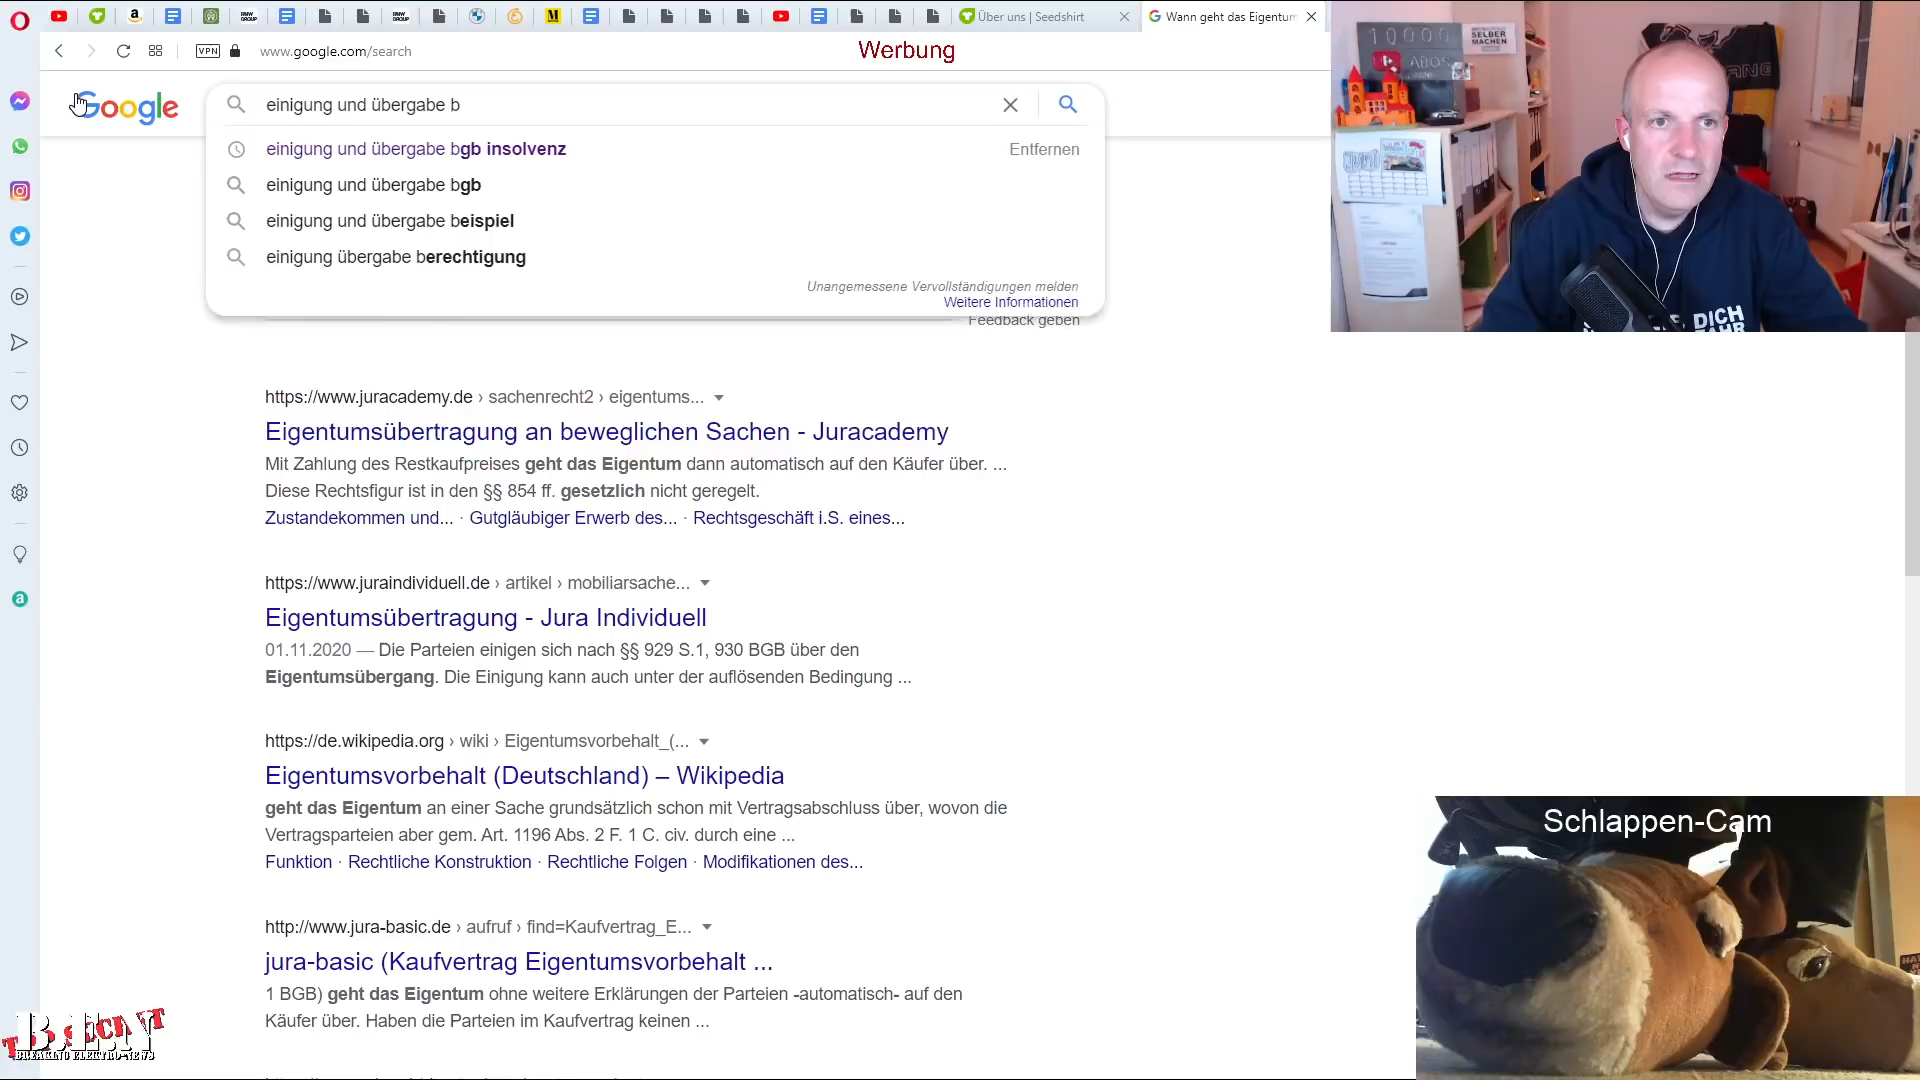 Über uns | Seedshirt
Wann geht das Eigentum
VPN
www.google.com/search
Werbung
Google
einigung und übergabe b
einigung und übergabe bgb insolvenz
Entfernen
einigung und übergabe bgb
einigung und übergabe beispiel
einigung übergabe berechtigung
Unangemessene Vervollständigungen melden
Weitere Informationen
Feedback geben
https://www.juracademy.de › sachenrecht2 › eigentums...
Eigentumsübertragung an beweglichen Sachen - Juracademy
Mit Zahlung des Restkaufpreises geht das Eigentum dann automatisch auf den Käufer über. ...
Diese Rechtsfigur ist in den §§ 854 ff. gesetzlich nicht geregelt.
Zustandekommen und... · Gutgläubiger Erwerb des... · Rechtsgeschäft i.S. eines...
https://www.juraindividuell.de › artikel › mobiliarsache...
Eigentumsübertragung - Jura Individuell
01.11.2020 — Die Parteien einigen sich nach §§ 929 S.1, 930 BGB über den
Eigentumsübergang. Die Einigung kann auch unter der auflösenden Bedingung ...
https://de.wikipedia.org › wiki › Eigentumsvorbehalt_(...
Eigentumsvorbehalt (Deutschland) – Wikipedia
geht das Eigentum an einer Sache grundsätzlich schon mit Vertragsabschluss über, wovon die
Vertragsparteien aber gem. Art. 1196 Abs. 2 F. 1 C. civ. durch eine ...
Funktion · Rechtliche Konstruktion · Rechtliche Folgen · Modifikationen des...
http://www.jura-basic.de › aufruf › find=Kaufvertrag_E...
jura-basic (Kaufvertrag Eigentumsvorbehalt ...
1 BGB) geht das Eigentum ohne weitere Erklärungen der Parteien -automatisch- auf den
Käufer über. Haben die Parteien im Kaufvertrag keinen ...
10000
ABOS
SELBER
MACHEN
DICH
Schlappen-Cam
BREAKING ELECTRO-NEWS